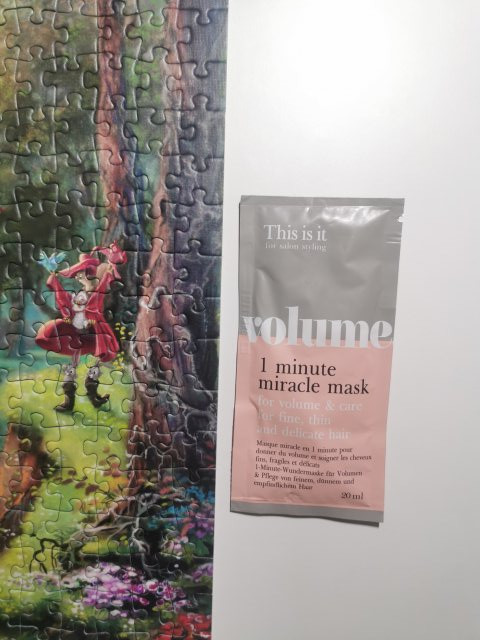 This is it
for salon styling
volume
1 minute
miracle mask
for volume & care
for fine, thin
and delicate hair
Masque miracle en 1 minute pour
donner du volume et soigner les cheveux
fins, fragiles et délicats
1-Minute-Wundermaske für Volumen
& Pflege von feinem, dünnem und
empfindlichem Haar
20 ml